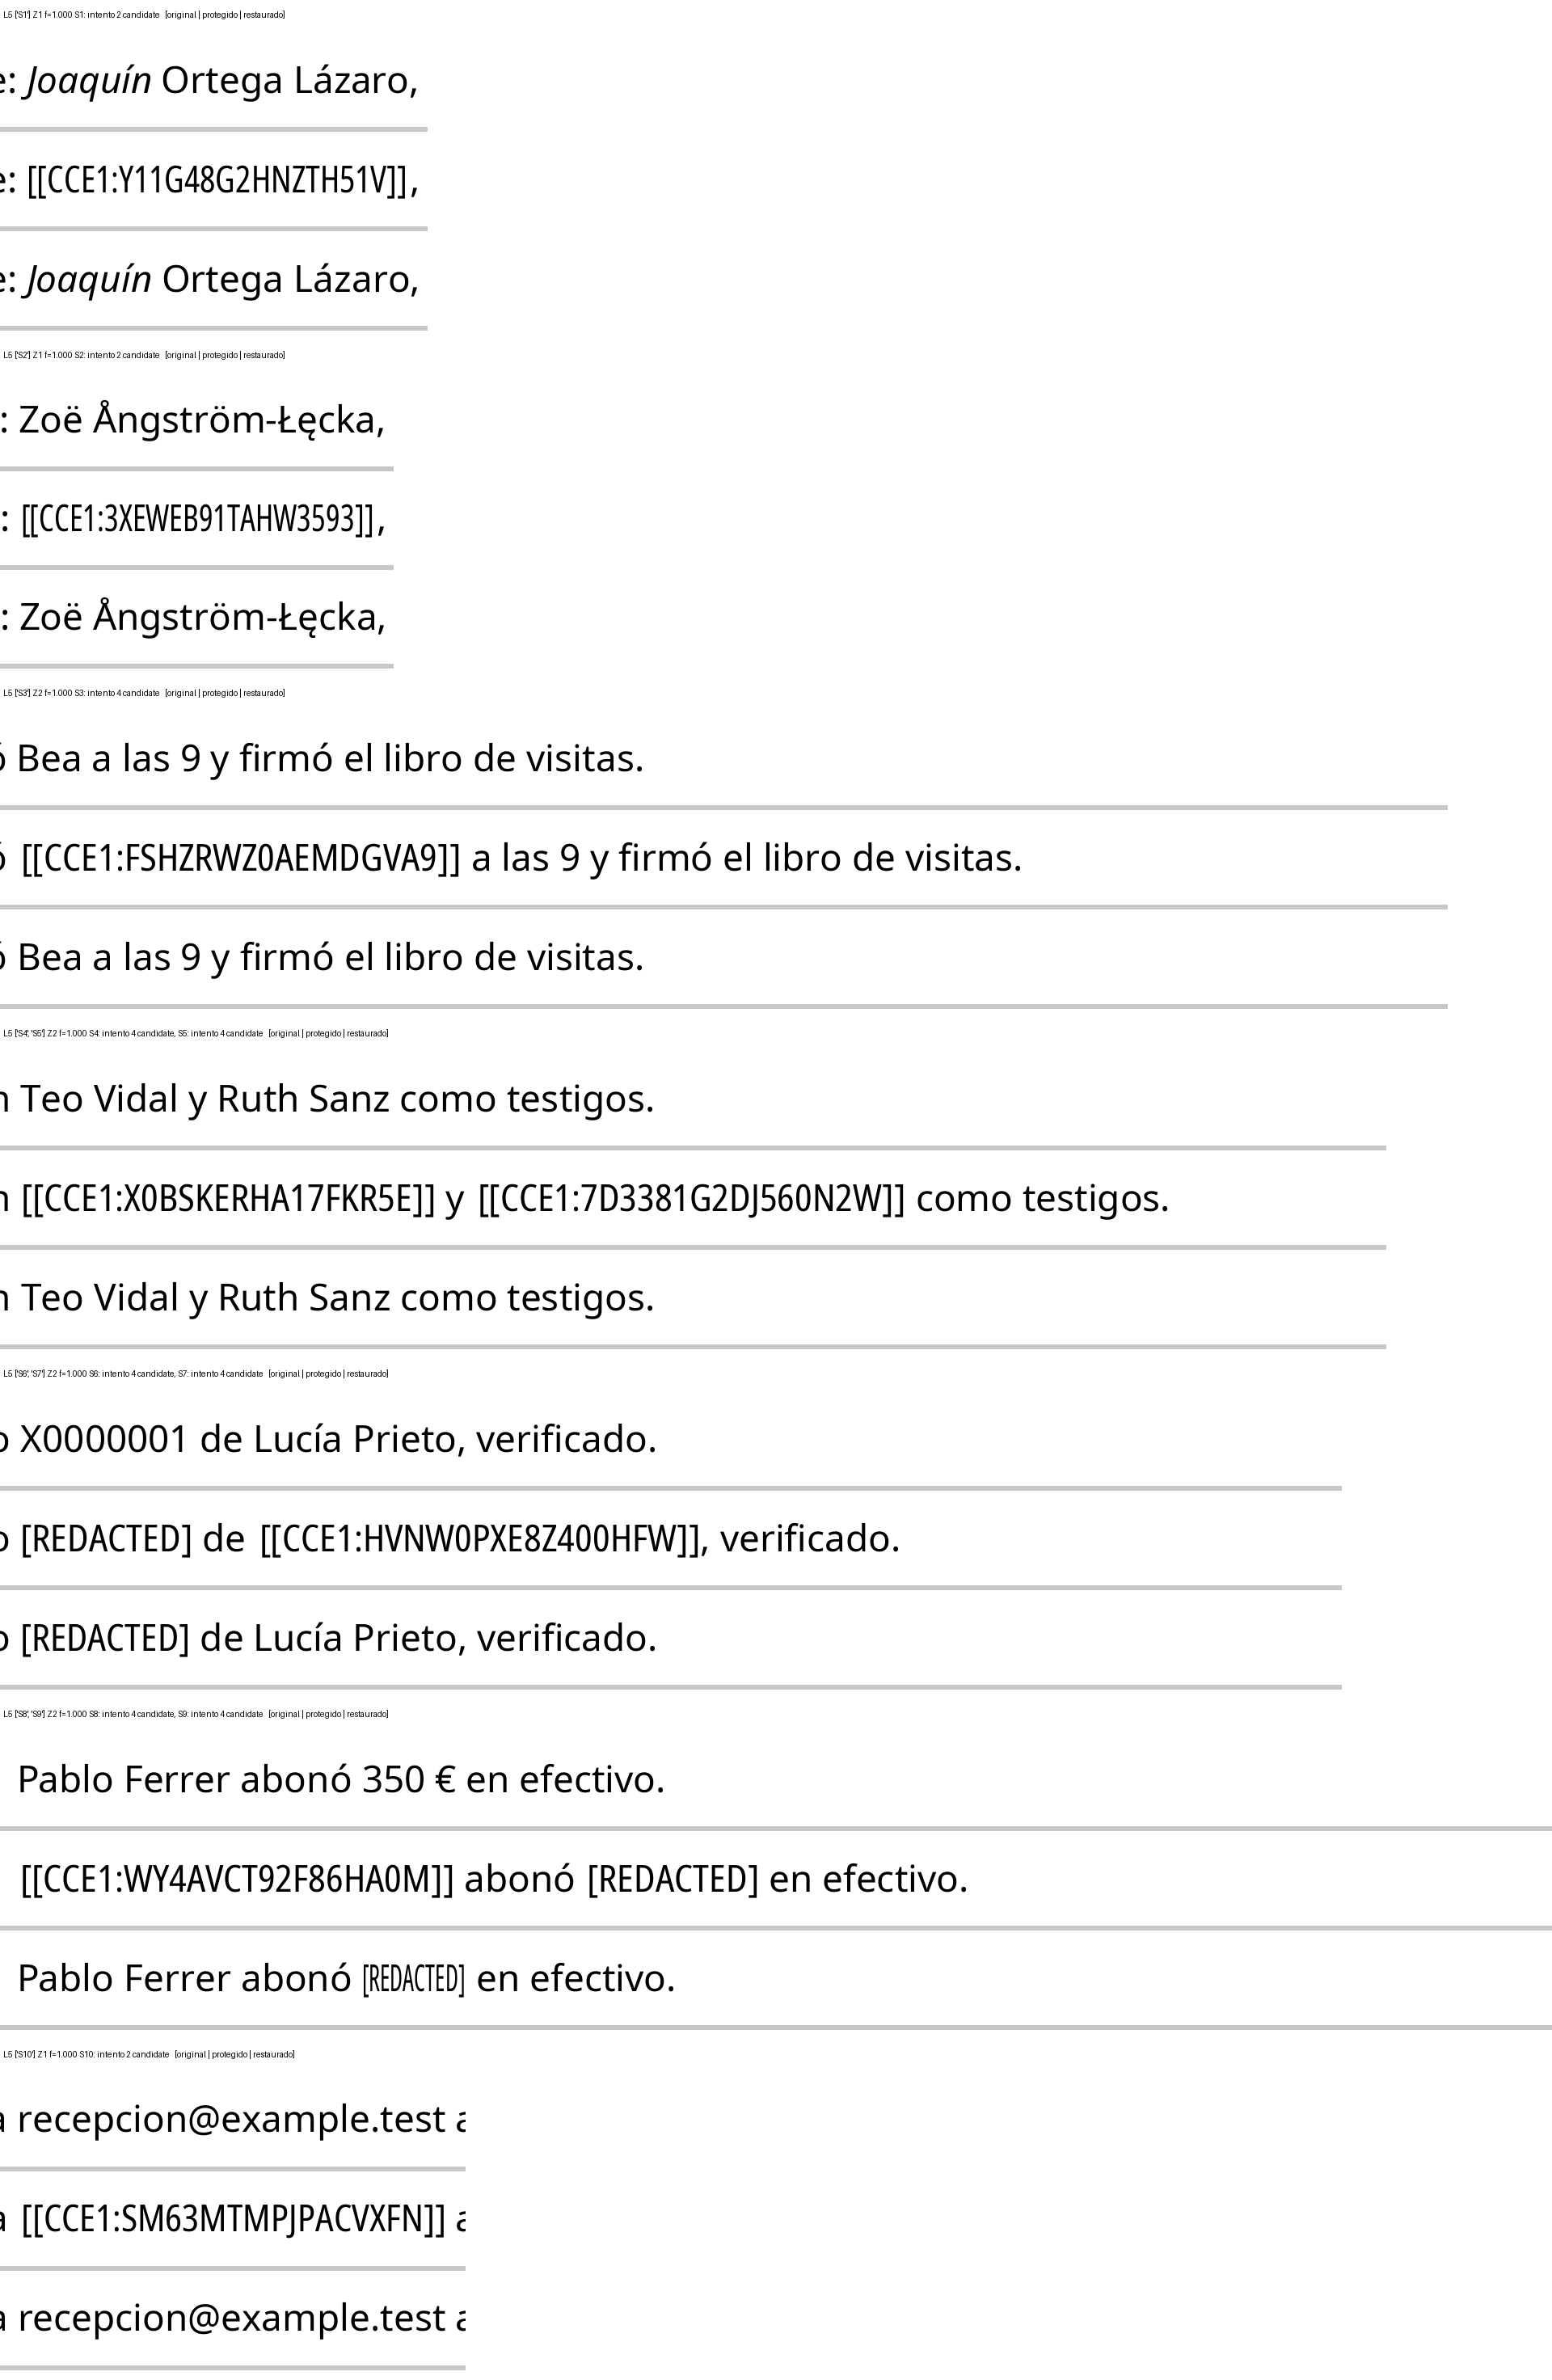 L5 ['S1'] Z1 f=1.000 S1: intento 2 candidate [original | protegido | restaurado]
e: Joaquín Ortega Lázaro,
e: [[CCE1:Y11G48G2HNZTH51V]],
e: Joaquín Ortega Lázaro,
L5 ['S2'] Z1 f=1.000 S2: intento 2 candidate [original | protegido | restaurado]
: Zoë Ångström-Łęcka,
: [[CCE1:3XEWEB91TAHW3593]],
: Zoë Ångström-Łęcka,
L5 ['S3'] Z2 f=1.000 S3: intento 4 candidate [original | protegido | restaurado]
ó Bea a las 9 y firmó el libro de visitas.
ó [[CCE1:FSHZRWZ0AEMDGVA9]] a las 9 y firmó el libro de visitas.
ó Bea a las 9 y firmó el libro de visitas.
L5 ['S4', 'S5'] Z2 f=1.000 S4: intento 4 candidate, S5: intento 4 candidate [original | protegido | restaurado]
n Teo Vidal y Ruth Sanz como testigos.
n [[CCE1:X0BSKERHA17FKR5E]] y [[CCE1:7D3381G2DJ560N2W]] como testigos.
n Teo Vidal y Ruth Sanz como testigos.
L5 ['S6', 'S7'] Z2 f=1.000 S6: intento 4 candidate, S7: intento 4 candidate [original | protegido | restaurado]
o X0000001 de Lucía Prieto, verificado.
o [REDACTED] de [[CCE1:HVNW0PXE8Z400HFW]], verificado.
o [REDACTED] de Lucía Prieto, verificado.
L5 ['S8', 'S9'] Z2 f=1.000 S8: intento 4 candidate, S9: intento 4 candidate [original | protegido | restaurado]
Pablo Ferrer abonó 350 € en efectivo.
[[CCE1:WY4AVCT92F86HA0M]] abonó [REDACTED] en efectivo.
Pablo Ferrer abonó [REDACTED] en efectivo.
L5 ['S10'] Z1 f=1.000 S10: intento 2 candidate [original | protegido | restaurado]
a recepcion@example.test a
a [[CCE1:SM63MTMPJPACVXFN]] a
a recepcion@example.test a